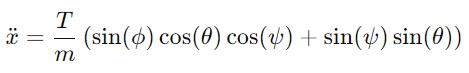 ẍ = T/m (sin(ϕ) cos(θ) cos(ψ) + sin(ψ) sin(θ))